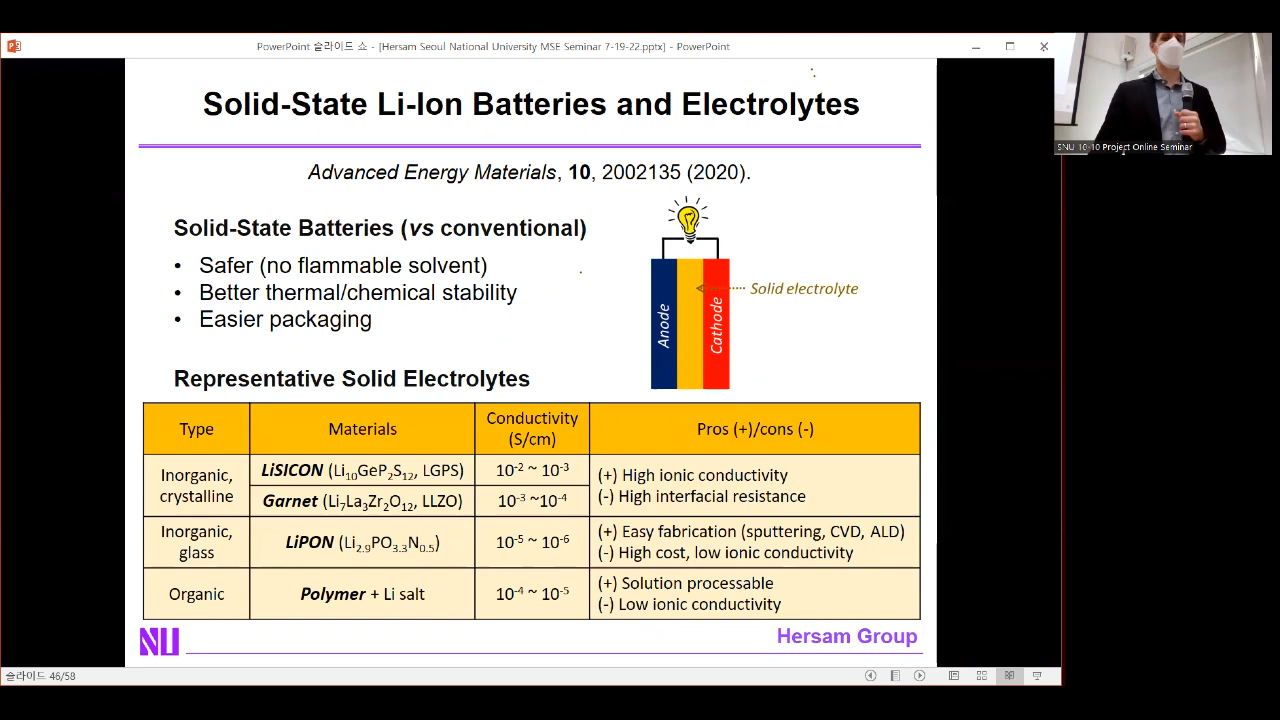 PowerPoint 슬라이드 쇼 - [Hersam Seoul National University MSE Seminar 7-19-22.pptx] - PowerPoint
SNU 10-10 Project Online Seminar
Solid-State Li-Ion Batteries and Electrolytes
Advanced Energy Materials, 10, 2002135 (2020).
Solid-State Batteries (vs conventional)
• Safer (no flammable solvent)
• Better thermal/chemical stability
• Easier packaging
Anode
Cathode
Solid electrolyte
Representative Solid Electrolytes
Type
Materials
Conductivity
(S/cm)
Pros (+)/cons (-)
Inorganic,
crystalline
LiSICON (Li10GeP2S12, LGPS)
10-2 ~ 10-3
Garnet (Li7La3Zr2O12, LLZO)
10-3 ~10-4
(+) High ionic conductivity
(-) High interfacial resistance
Inorganic,
glass
LiPON (Li2.9PO3.3N0.5)
10-5 ~ 10-6
(+) Easy fabrication (sputtering, CVD, ALD)
(-) High cost, low ionic conductivity
Organic
Polymer + Li salt
10-4 ~ 10-5
(+) Solution processable
(-) Low ionic conductivity
NU
Hersam Group
슬라이드 46/58